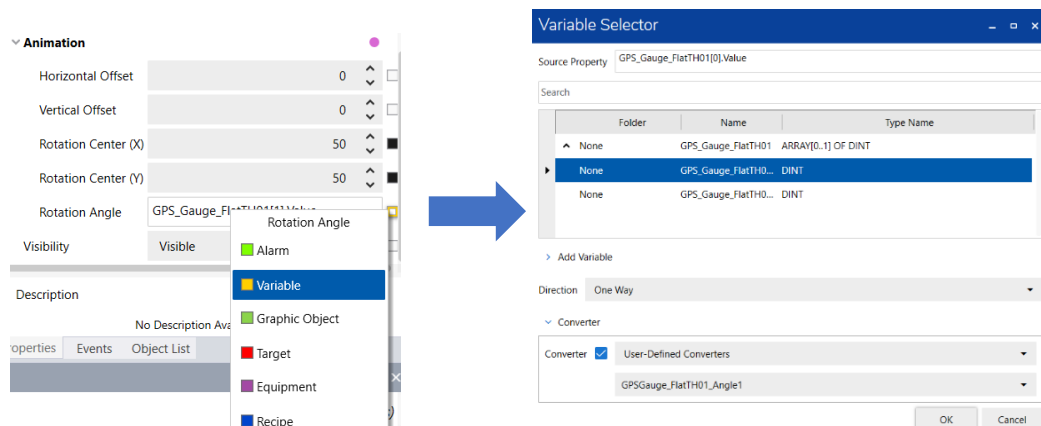 Animation
Horizontal Offset 0
Vertical Offset 0
Rotation Center (X) 50
Rotation Center (Y) 50
Rotation Angle
Visibility Visible
Description
No Description Ava
roperties Events Object List
Rotation Angle
Alarm
Variable
Graphic Object
Target
Equipment
Recipe
Variable Selector
Source Property GPS_Gauge_FlatTH01[0].Value
Search
Folder Name Type Name
None GPS_Gauge_FlatTH01 ARRAY[0..1] OF DINT
None GPS_Gauge_FlatTH0... DINT
None GPS_Gauge_FlatTH0... DINT
Add Variable
Direction One Way
Converter
Converter User-Defined Converters
GPSGauge_FlatTH01_Angle1
OK Cancel